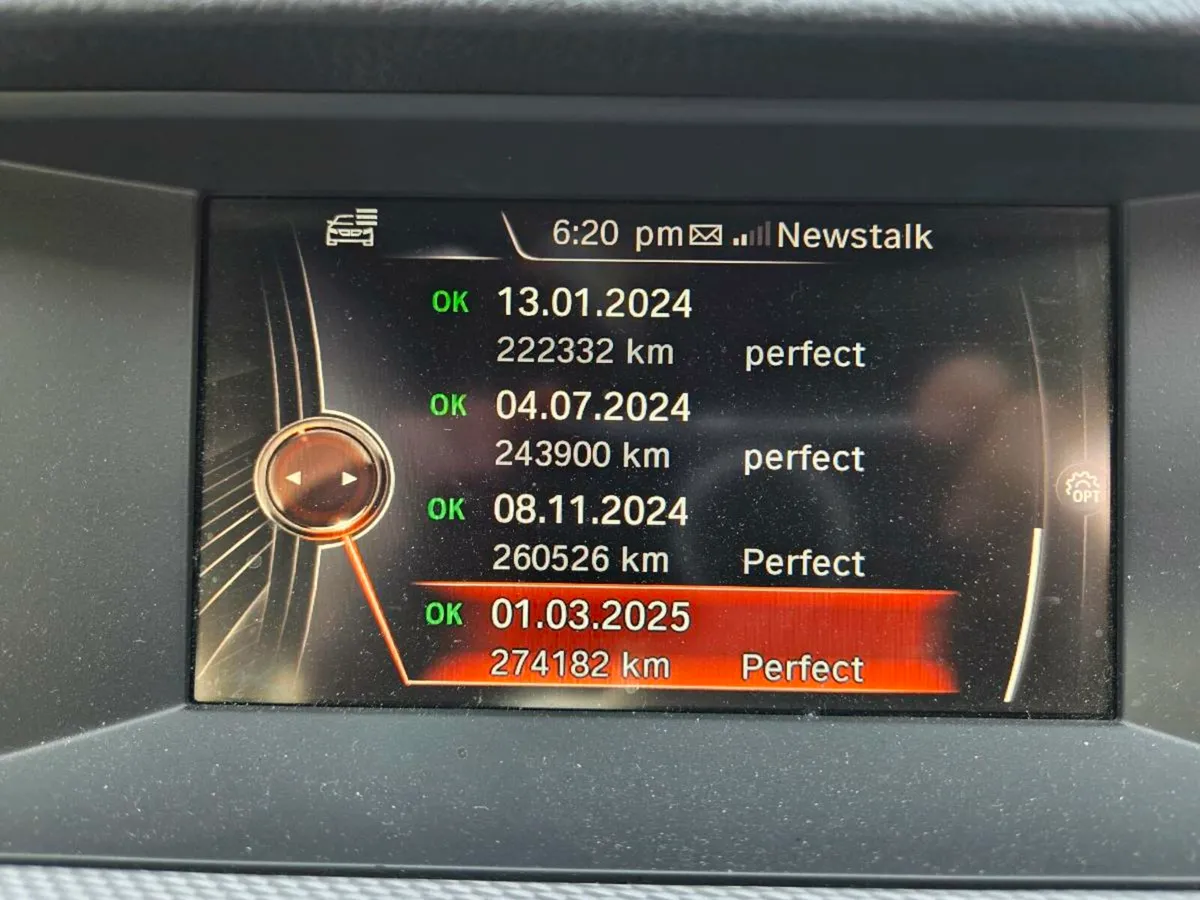 6:20 pm Newstalk
OK 13.01.2024
222332 km perfect
OK 04.07.2024
243900 km perfect
OK 08.11.2024
260526 km Perfect
OPT
OK 01.03.2025
274182 km Perfect